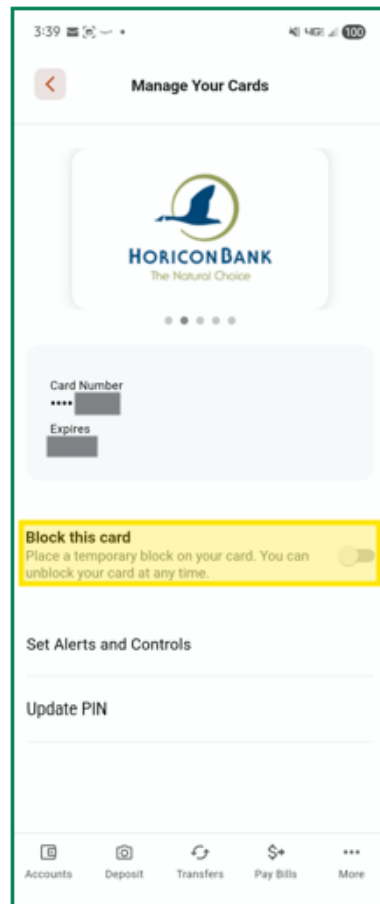 3:39
4GE 100
Manage Your Cards
HORICON BANK
The Natural Choice
Card Number
••••
Expires
Block this card
Place a temporary block on your card. You can
unblock your card at any time.
Set Alerts and Controls
Update PIN
Accounts Deposit Transfers Pay Bills More